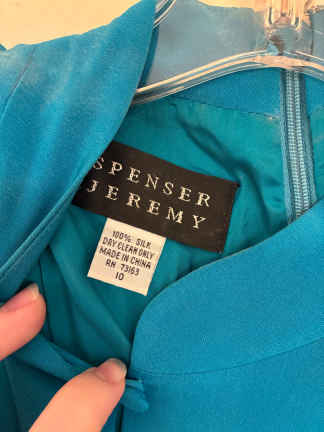 SPENSER
JEREMY
100% SILK
DRY CLEAN ONLY
MADE IN CHINA
RN 73163
10